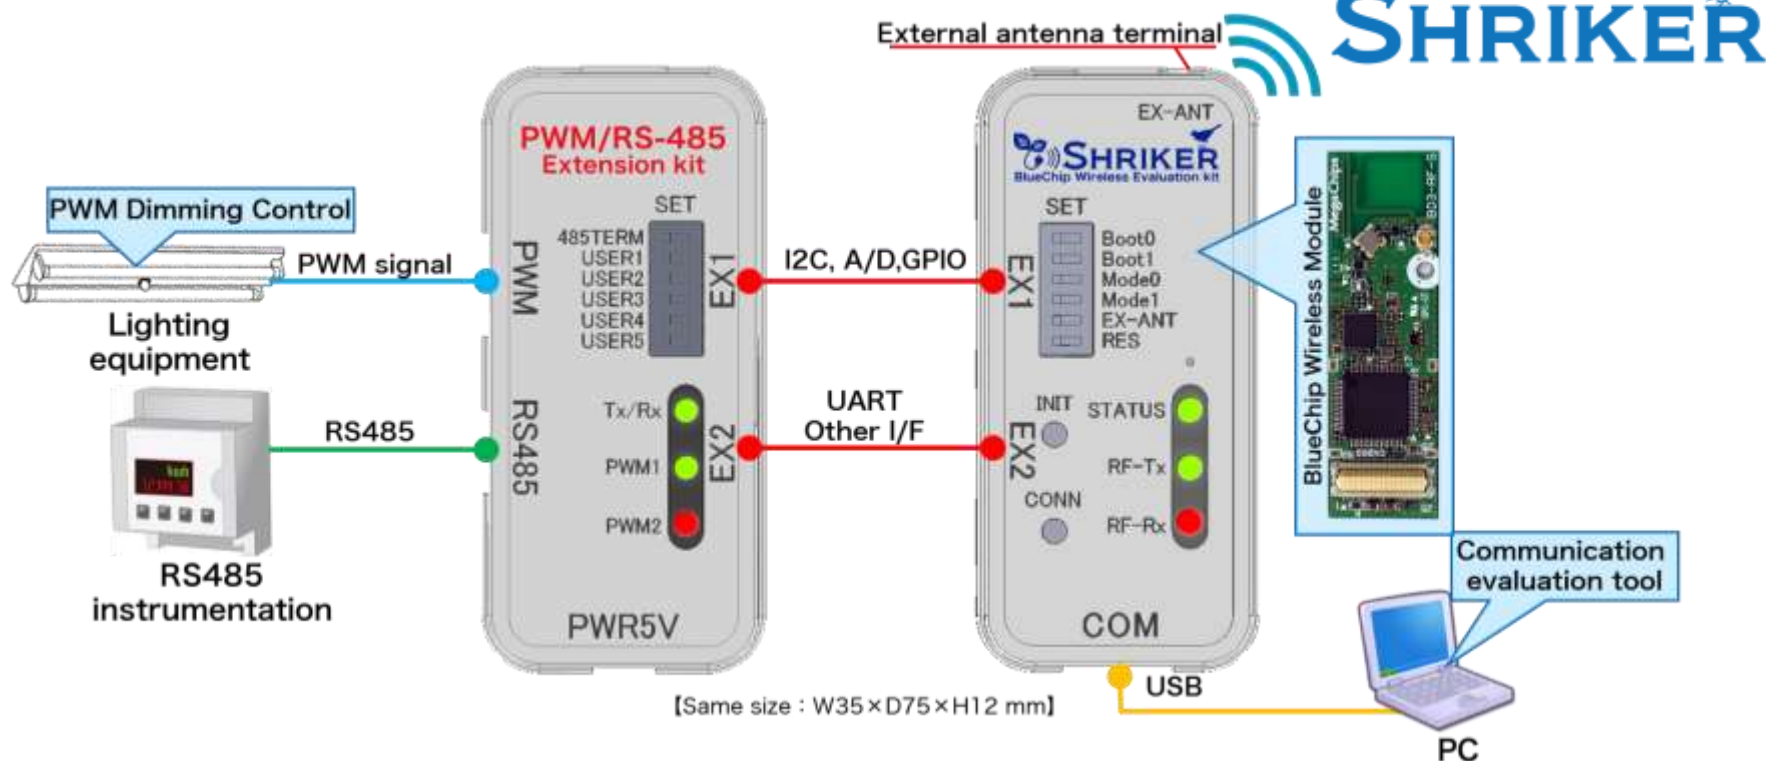 External antenna terminal
SHRIKER
EX-ANT
PWM/RS-485
Extension kit
SHRIKER
BlueChip Wireless Evaluation kit
SET
485TERM
USER1
USER2
USER3
USER4
USER5
PWM
EX1
SET
Boot0
Boot1
Mode0
Mode1
EX-ANT
RES
EX1
PWM Dimming Control
PWM signal
Lighting
equipment
I2C, A/D,GPIO
BlueChip Wireless Module
MegaChips
RS485
RS485
Tx/Rx
PWM1
PWM2
EX2
UART
Other I/F
EX2
INIT
CONN
STATUS
RF-Tx
RF-Rx
RS485
instrumentation
PWR5V
COM
Communication
evaluation tool
USB
【Same size : W35×D75×H12 mm】
PC